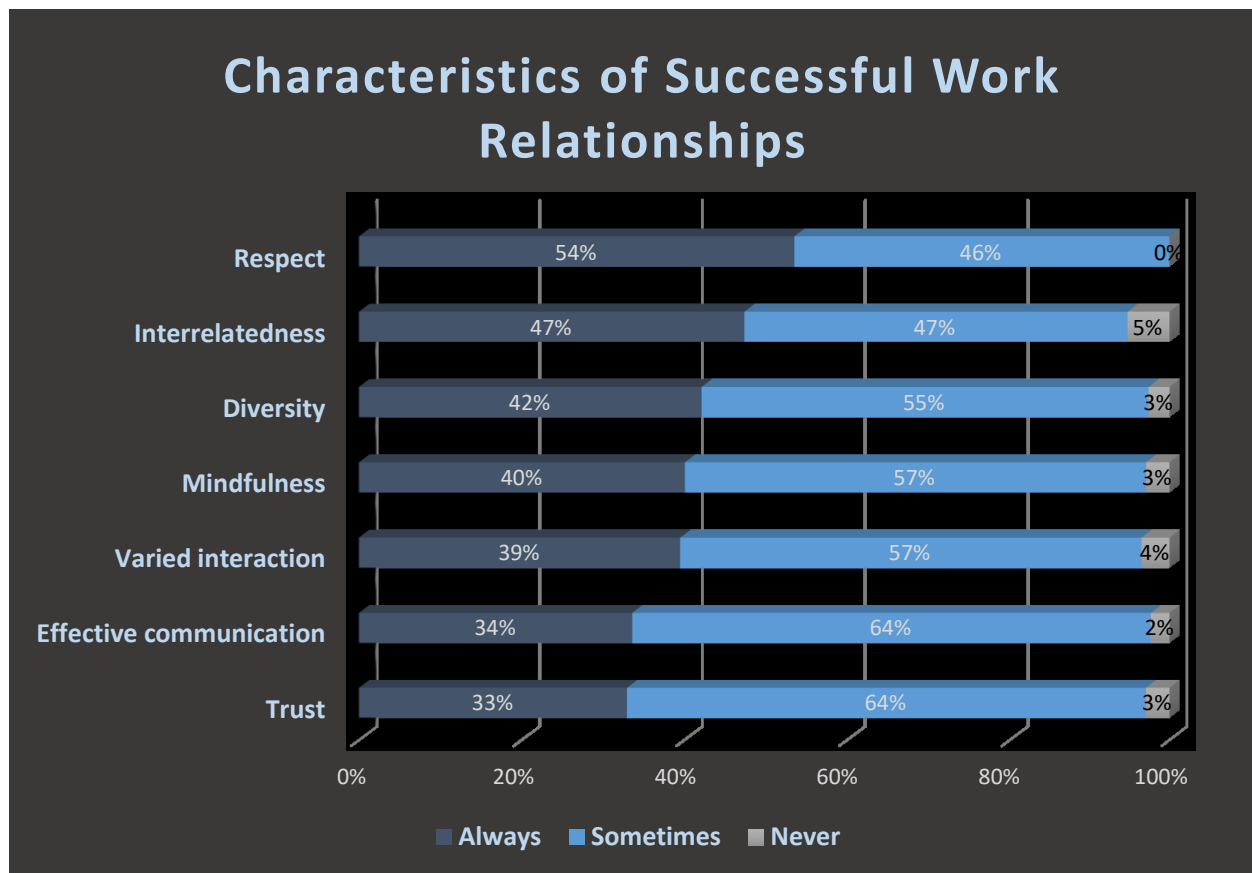 Characteristics of Successful Work
Relationships
Respect 54% 46% 0%
Interrelatedness 47% 47% 5%
Diversity 42% 55% 3%
Mindfulness 40% 57% 3%
Varied interaction 39% 57% 4%
Effective communication 34% 64% 2%
Trust 33% 64% 3%
0% 20% 40% 60% 80% 100%
Always Sometimes Never